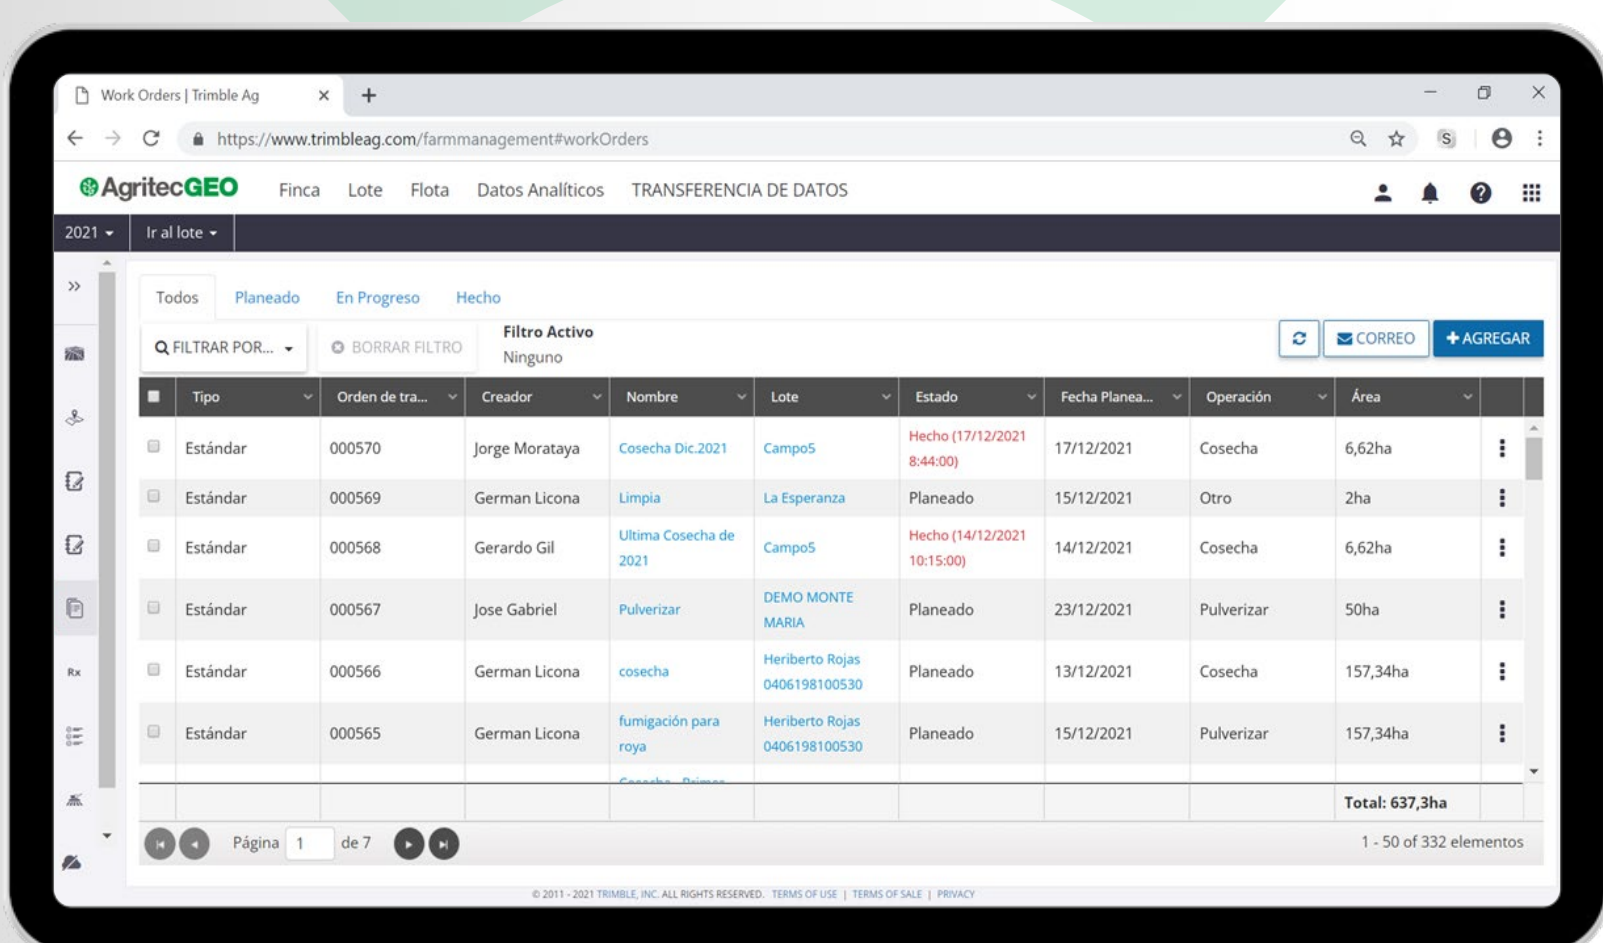 Work Orders | Trimble Ag
https://www.trimbleag.com/farmmanagement#workOrders
S
AgritecGEO Finca Lote Flota Datos Analíticos TRANSFERENCIA DE DATOS
2021 Ir al lote
Todos Planeado En Progreso Hecho
FILTRAR POR... BORRAR FILTRO
Filtro Activo
Ninguno
CORREO
+ AGREGAR
Tipo Orden de tra... Creador Nombre Lote Estado Fecha Planea... Operación Área
Estándar 000570 Jorge Morataya Cosecha Dic.2021 Campo5 Hecho (17/12/2021
8:44:00) 17/12/2021 Cosecha 6,62ha
Estándar 000569 German Licona Limpia La Esperanza Planeado 15/12/2021 Otro 2ha
Estándar 000568 Gerardo Gil Ultima Cosecha de
2021 Campo5 Hecho (14/12/2021
10:15:00) 14/12/2021 Cosecha 6,62ha
Estándar 000567 Jose Gabriel Pulverizar DEMO MONTE
MARIA Planeado 23/12/2021 Pulverizar 50ha
Rx
Estándar 000566 German Licona cosecha Heriberto Rojas
0406198100530 Planeado 13/12/2021 Cosecha 157,34ha
Estándar 000565 German Licona fumigación para
roya Heriberto Rojas
0406198100530 Planeado 15/12/2021 Pulverizar 157,34ha
Total: 637,3ha
Página 1 de 7
1 - 50 of 332 elementos
© 2011 - 2021 TRIMBLE, INC. ALL RIGHTS RESERVED. TERMS OF USE | TERMS OF SALE | PRIVACY